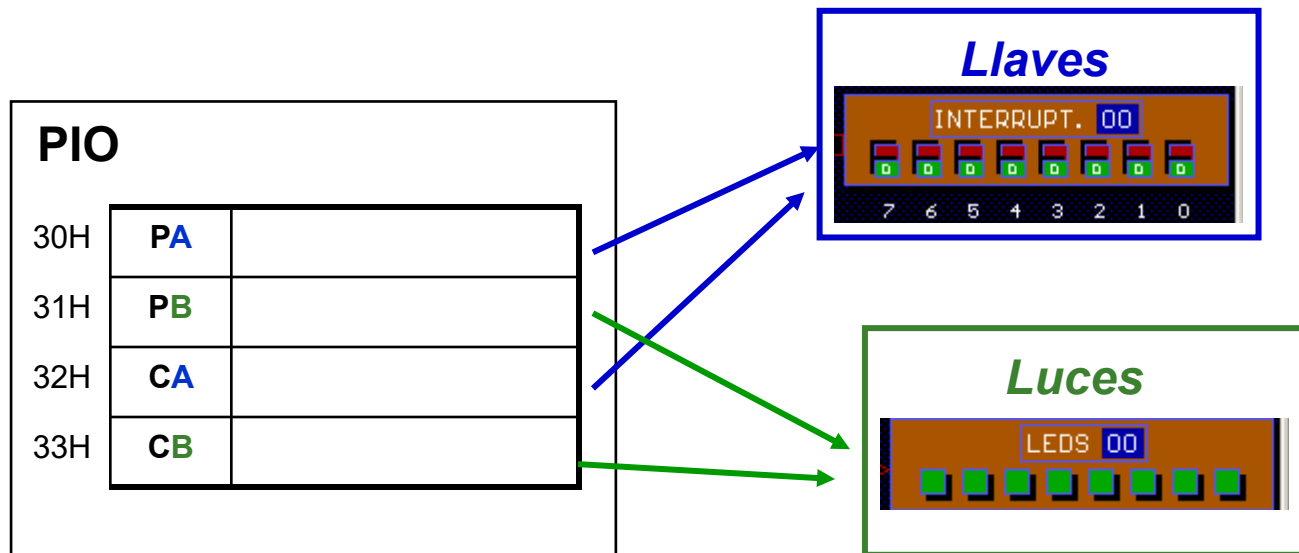 PIO
30H PA
31H PB
32H CA
33H CB
Llaves
INTERRUPT. 00
D D D D D D D D
7 6 5 4 3 2 1 0
Luces
LEDS 00